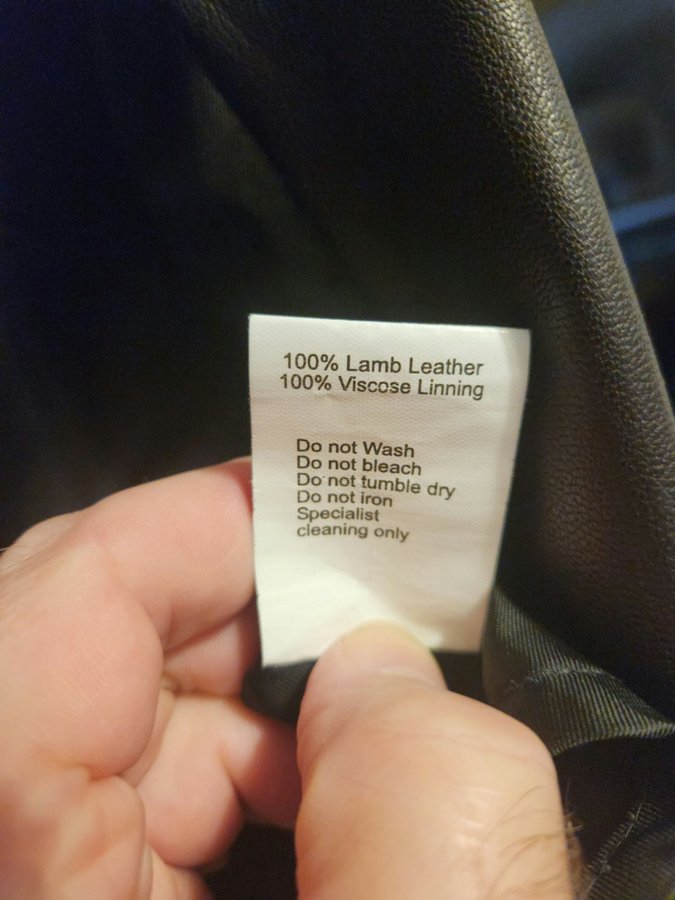 100% Lamb Leather
100% Viscose Linning
Do not Wash
Do not bleach
Do not tumble dry
Do not iron
Specialist
cleaning only